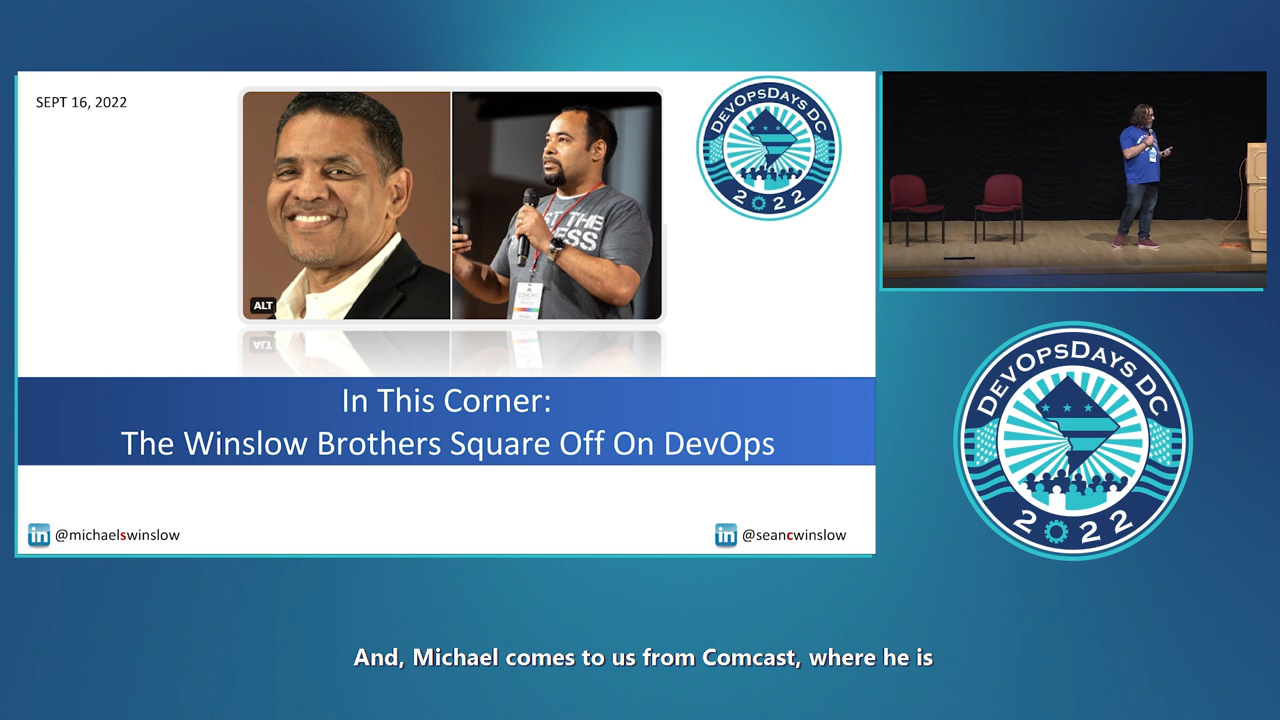 SEPT 16, 2022
DEVOPSDAYS DC
2022
ALT
In This Corner:
The Winslow Brothers Square Off On DevOps
@michaelswinslow
@seancwinslow
DEVOPSDAYS DC
2022
And, Michael comes to us from Comcast, where he is